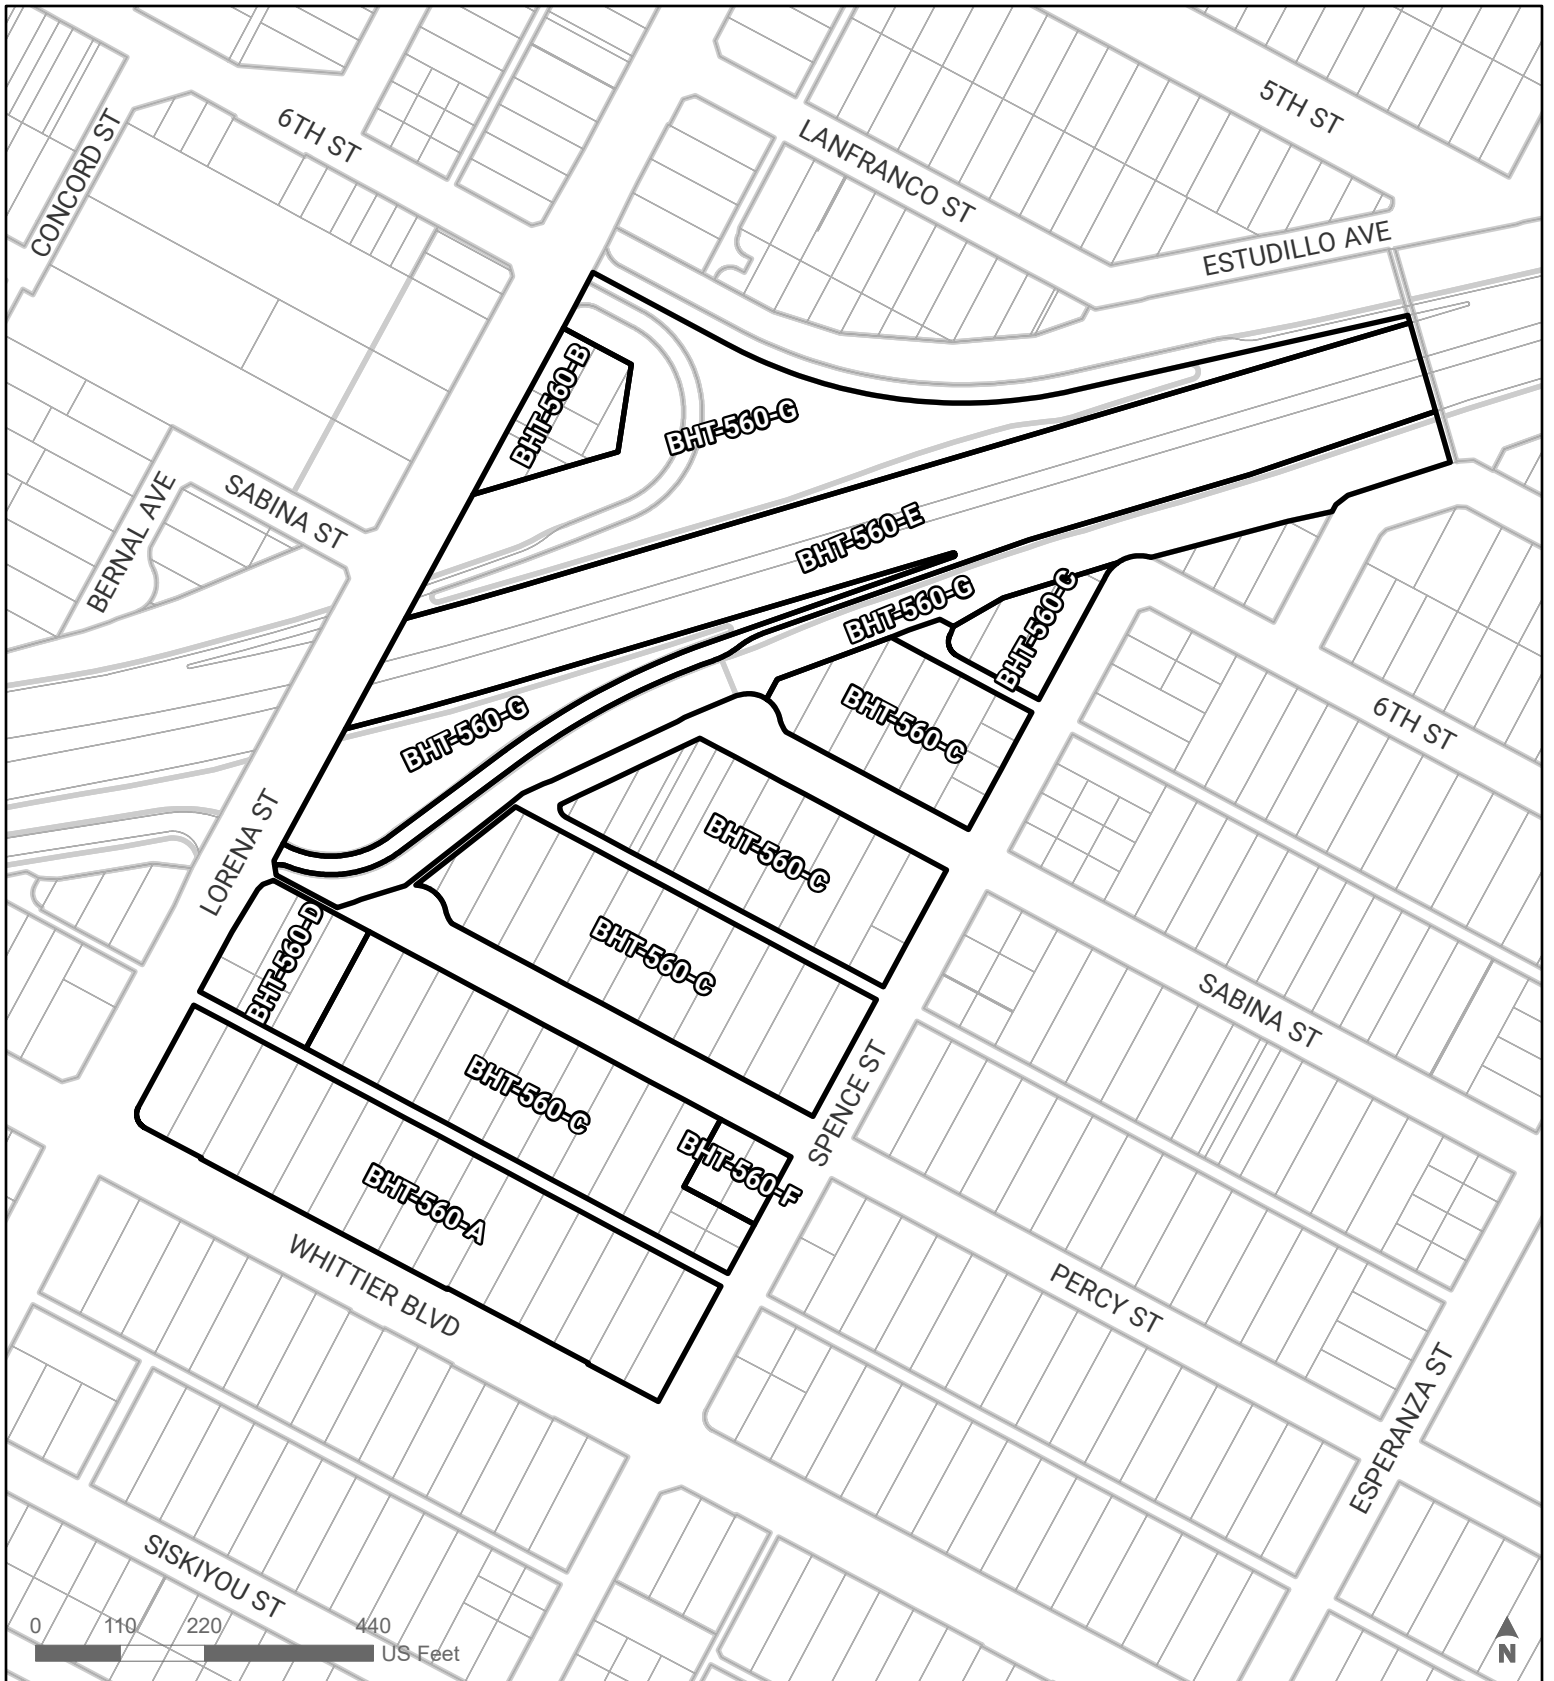 5TH ST
6TH ST
CONCORD ST
LANFRANCO ST
ESTUDILLO AVE
BHT-560-B
BHT-560-G
SABINA ST
BERNAL AVE
BHT-560-E
BHT-560-G
BHT-560-C
BHT-560-C
6TH ST
BHT-560-G
LORENA ST
BHT-560-C
BHT-560-D
BHT-560-C
SABINA ST
BHT-560-C
SPENCE ST
BHT-560-F
BHT-560-A
WHITTIER BLVD
PERCY ST
ESPERANZA ST
SISKIYOU ST
0 110 220 440
US Feet
N